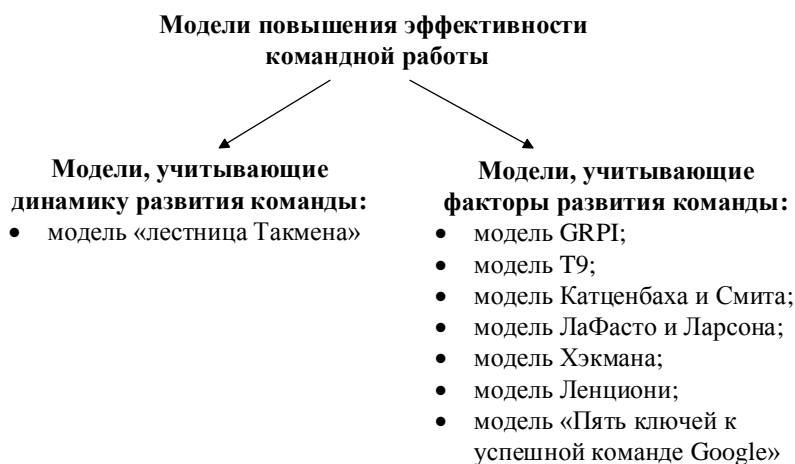 Модели повышения эффективности
командной работы
Модели, учитывающие
динамику развития команды:
• модель «лестница Такмена»
Модели, учитывающие
факторы развития команды:
• модель GRPI;
• модель T9;
• модель Катценбаха и Смита;
• модель ЛаФасто и Ларсона;
• модель Хэкмана;
• модель Ленциони;
• модель «Пять ключей к
успешной команде Google»